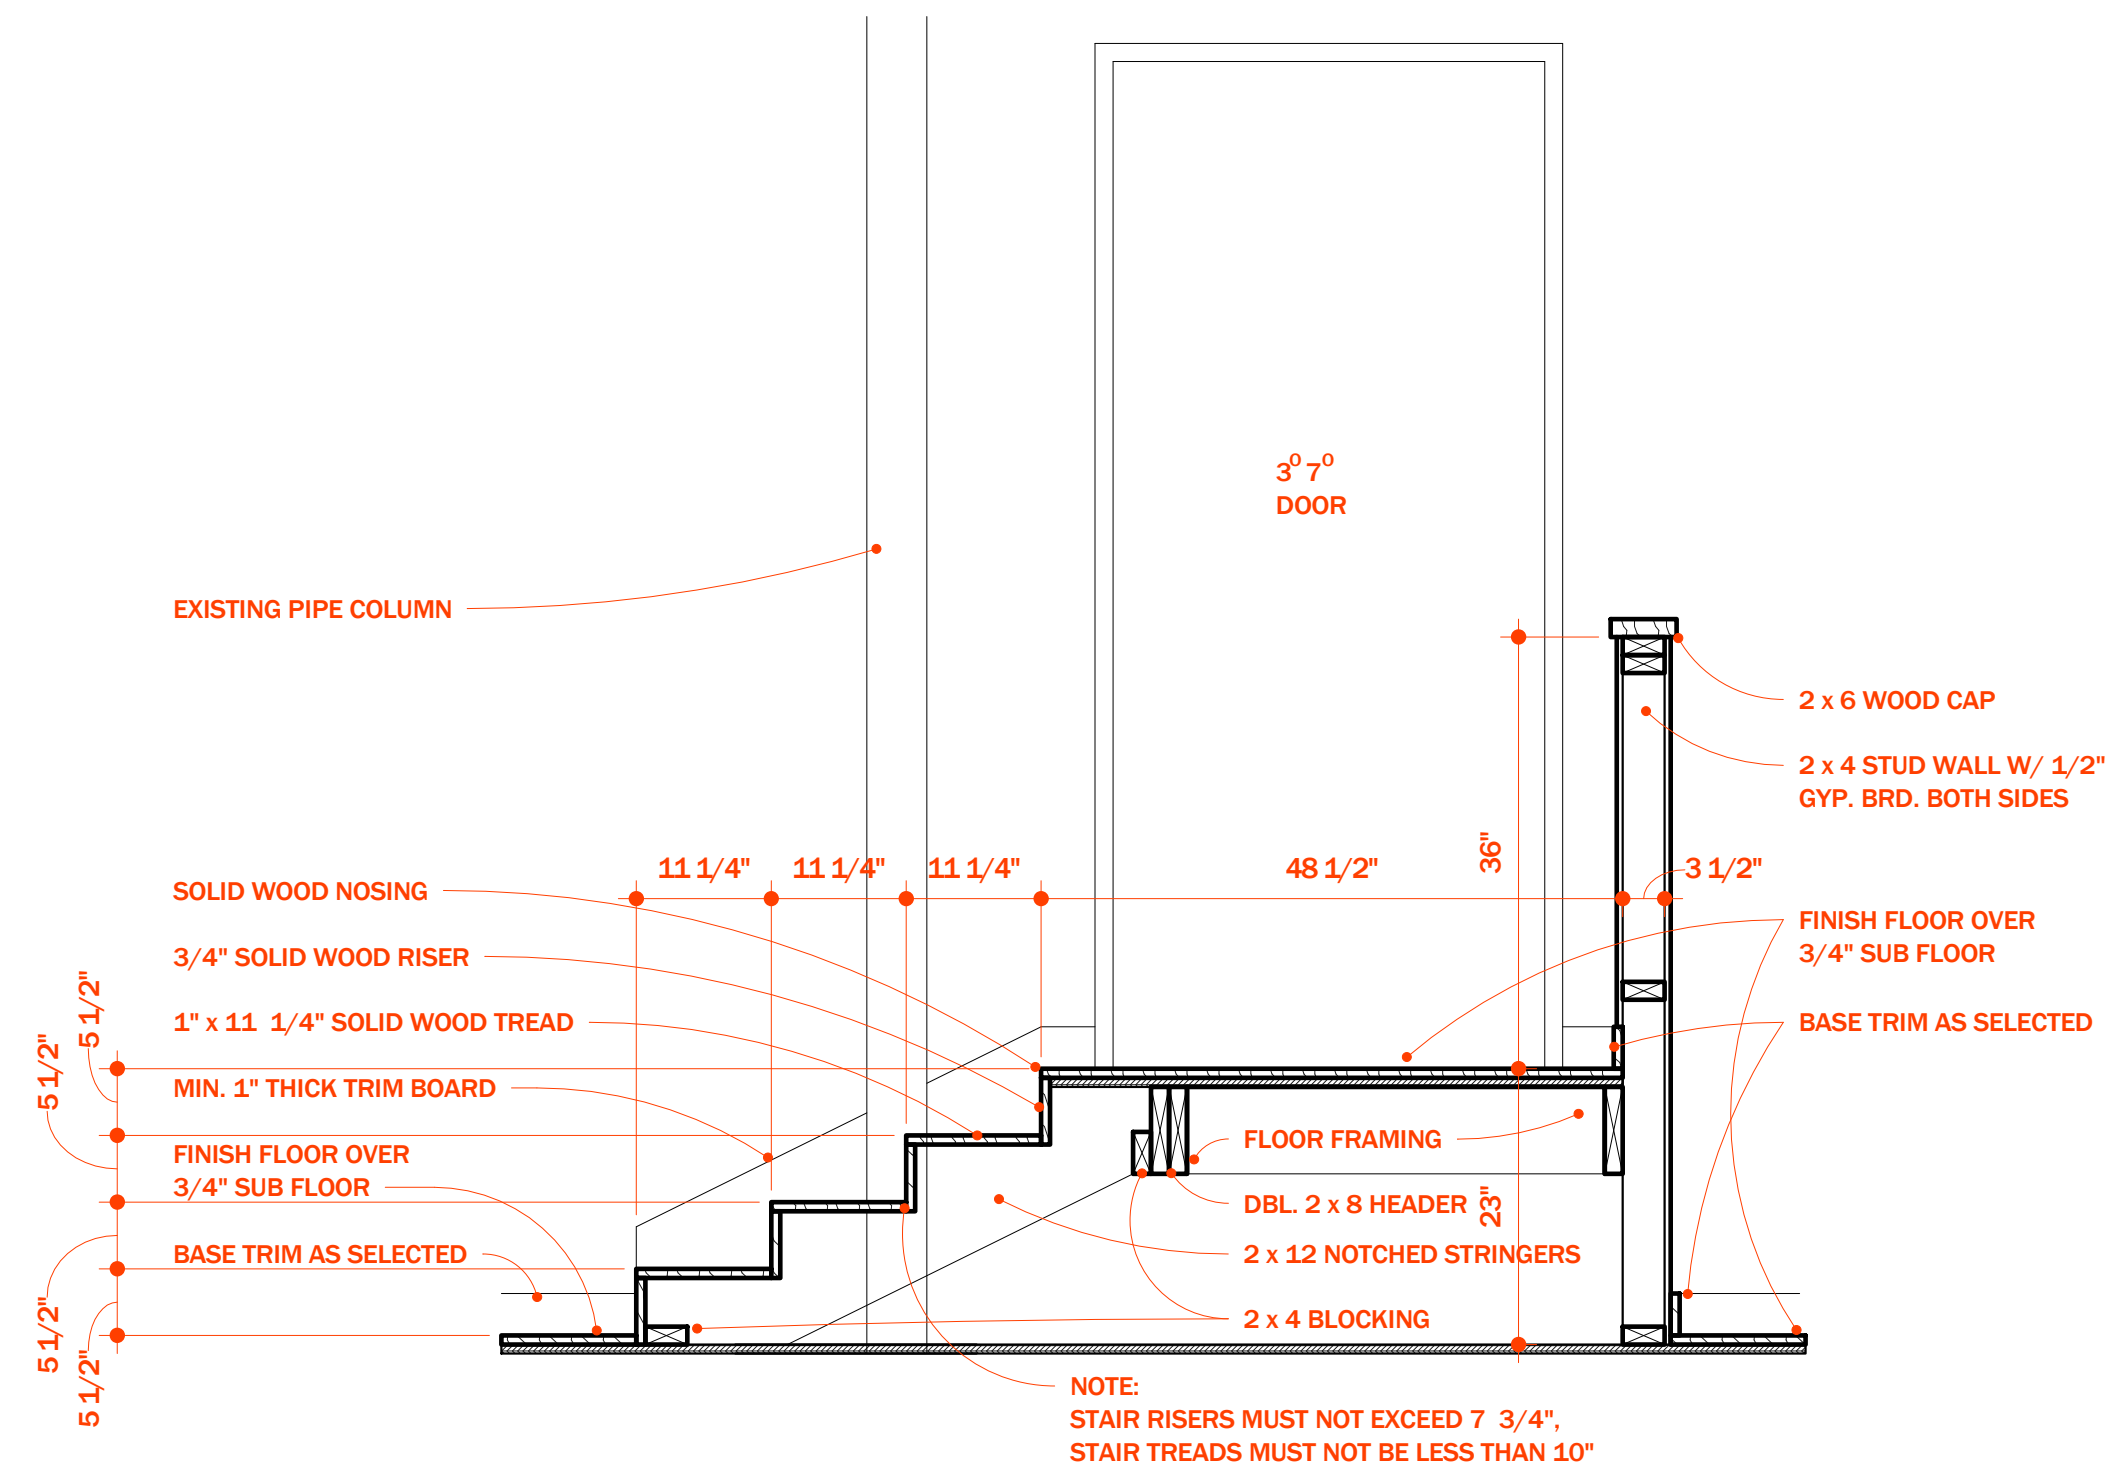 3⁰ 7⁰
DOOR
EXISTING PIPE COLUMN
2 x 6 WOOD CAP
2 x 4 STUD WALL W/ 1/2"
GYP. BRD. BOTH SIDES
36"
11 1/4" 11 1/4" 11 1/4" 48 1/2" 3 1/2"
SOLID WOOD NOSING
3/4" SOLID WOOD RISER
1" x 11 1/4" SOLID WOOD TREAD
MIN. 1" THICK TRIM BOARD
FINISH FLOOR OVER
3/4" SUB FLOOR
BASE TRIM AS SELECTED
5 1/2"
5 1/2"
5 1/2"
5 1/2"
FINISH FLOOR OVER
3/4" SUB FLOOR
BASE TRIM AS SELECTED
FLOOR FRAMING
DBL. 2 x 8 HEADER
23"
2 x 12 NOTCHED STRINGERS
2 x 4 BLOCKING
NOTE:
STAIR RISERS MUST NOT EXCEED 7 3/4",
STAIR TREADS MUST NOT BE LESS THAN 10"